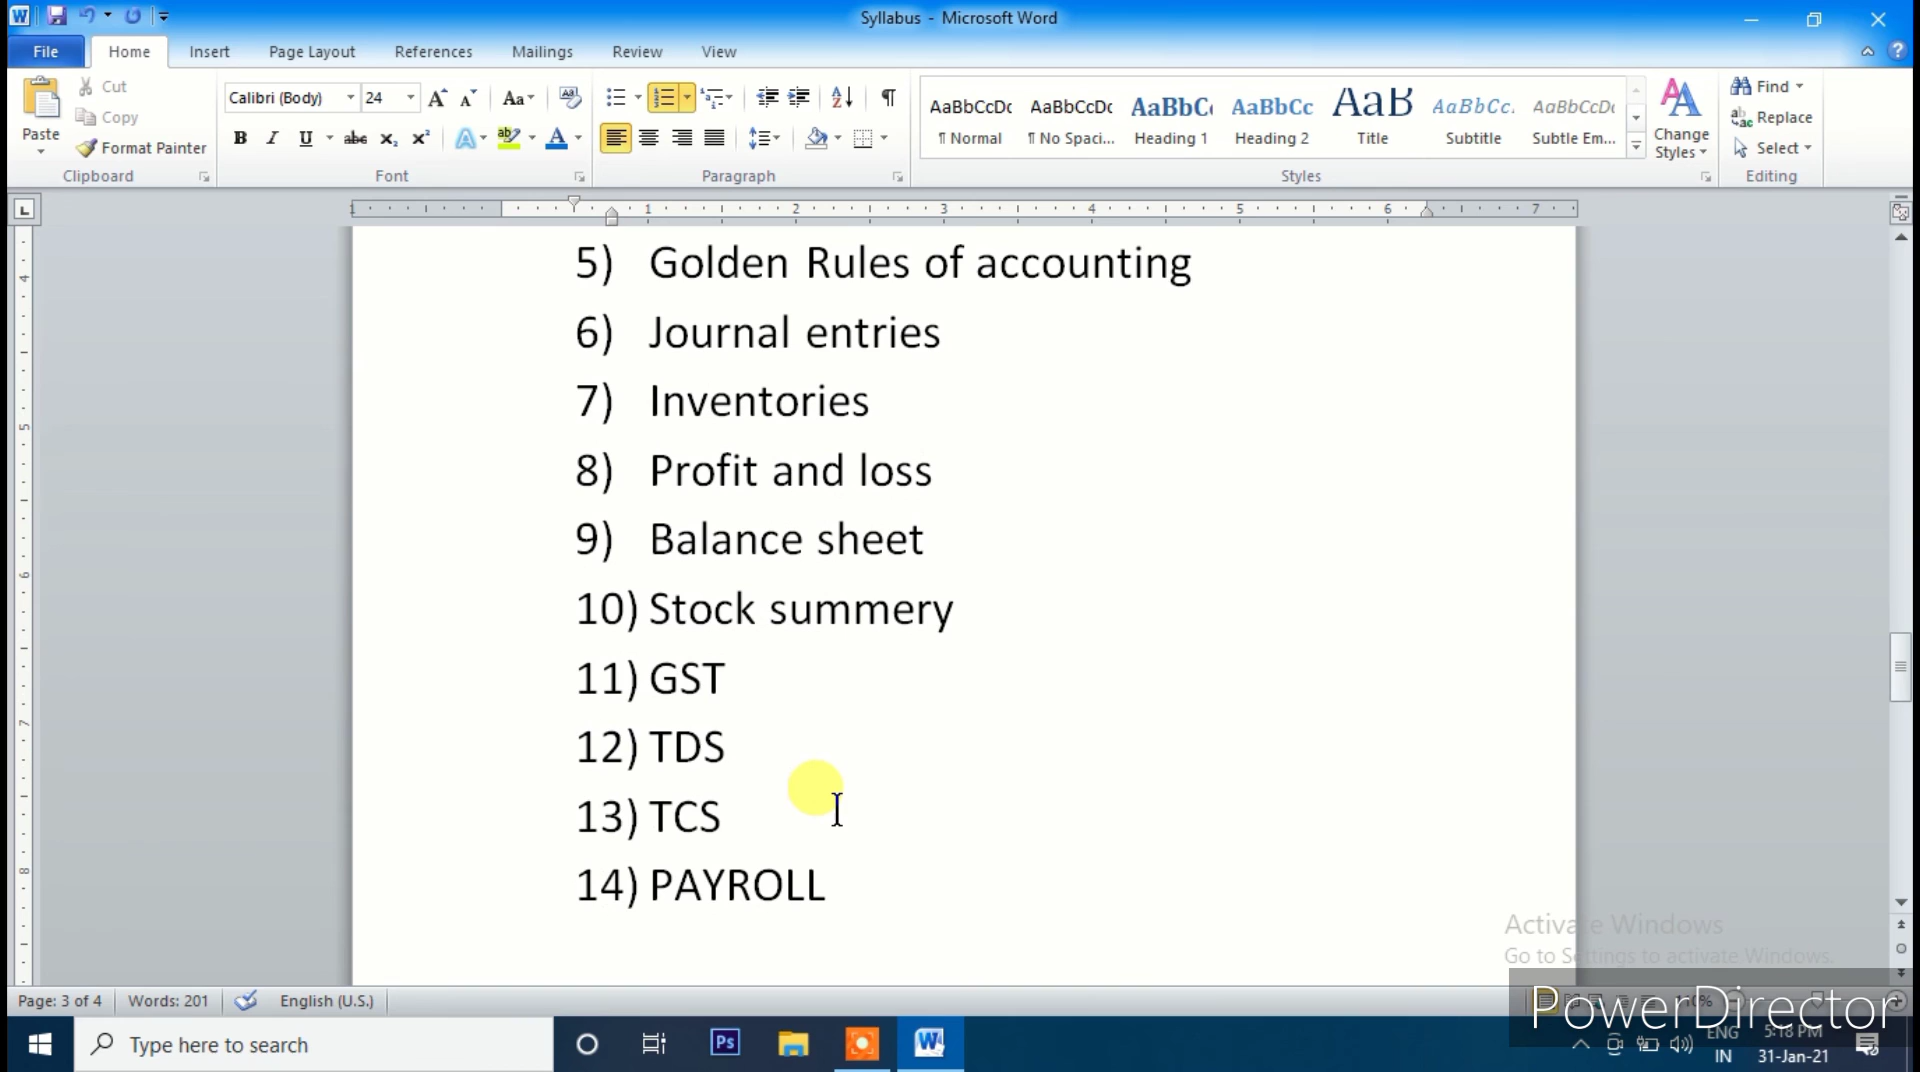 Syllabus - Microsoft Word
File Home Insert Page Layout References Mailings Review View
Cut
Copy
Format Painter
Paste
Clipboard
Calibri (Body) 24
Font
Paragraph
AaBbCcDc AaBbCcDc AaBbC AaBbCc AaB AaBbCc. AaBbCcDc
¶ Normal ¶ No Spaci... Heading 1 Heading 2 Title Subtitle Subtle Em...
Styles
Change Styles
Find
Replace
Select
Editing
5) Golden Rules of accounting
6) Journal entries
7) Inventories
8) Profit and loss
9) Balance sheet
10) Stock summery
11) GST
12) TDS
13) TCS
14) PAYROLL
Activate Windows
Go to Settings to activate Windows.
Page: 3 of 4 Words: 201 English (U.S.)
PowerDirector
Type here to search
Ps
ENG
IN
5:18 PM
31-Jan-21